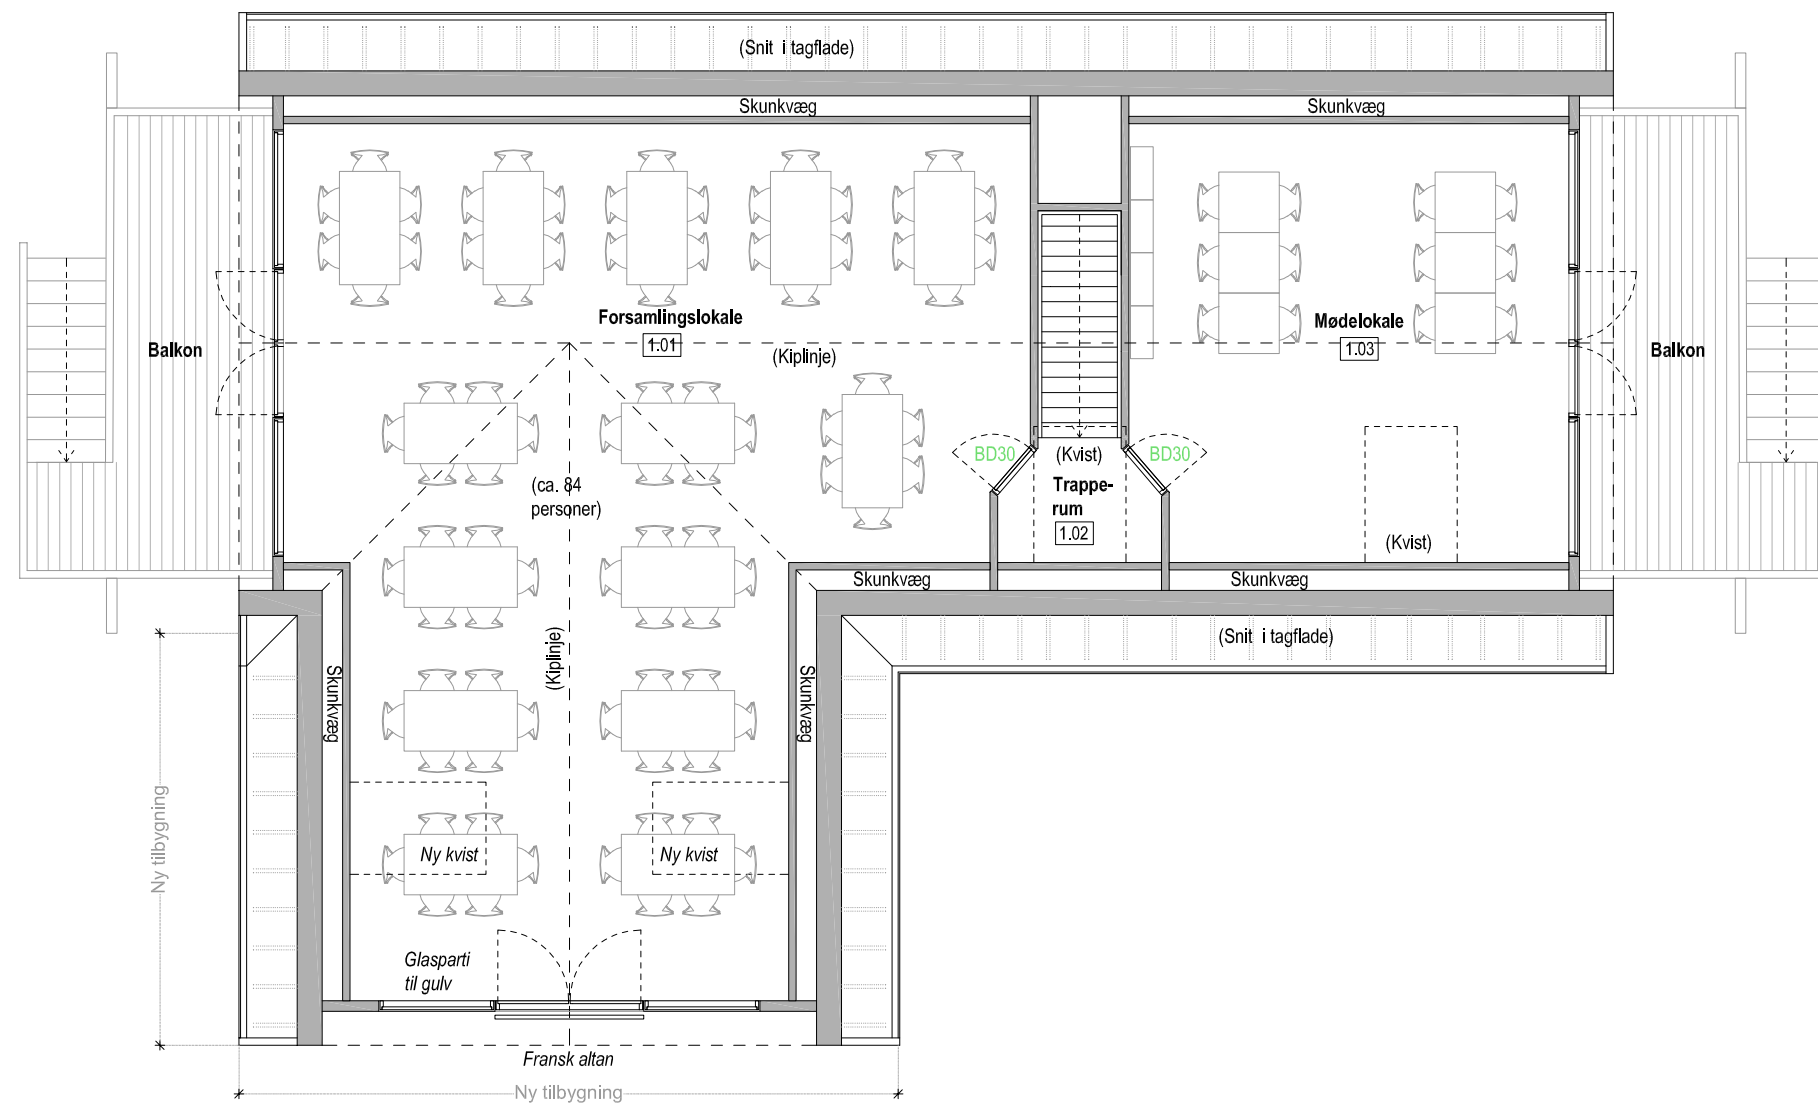 (Snit i tagflade)
Skunkvæg
Skunkvæg
Forsamlingslokale
1.01
(Kiplinje)
Mødelokale
1.03
Balkon
Balkon
BD30
(Kvist)
BD30
Trappe-
rum
1.02
(ca. 84
personer)
(Kvist)
Skunkvæg
Skunkvæg
(Snit i tagflade)
(Kiplinje)
Skunkvæg
Skunkvæg
Ny tilbygning
Ny kvist
Ny kvist
Glasparti
til gulv
Fransk altan
Ny tilbygning